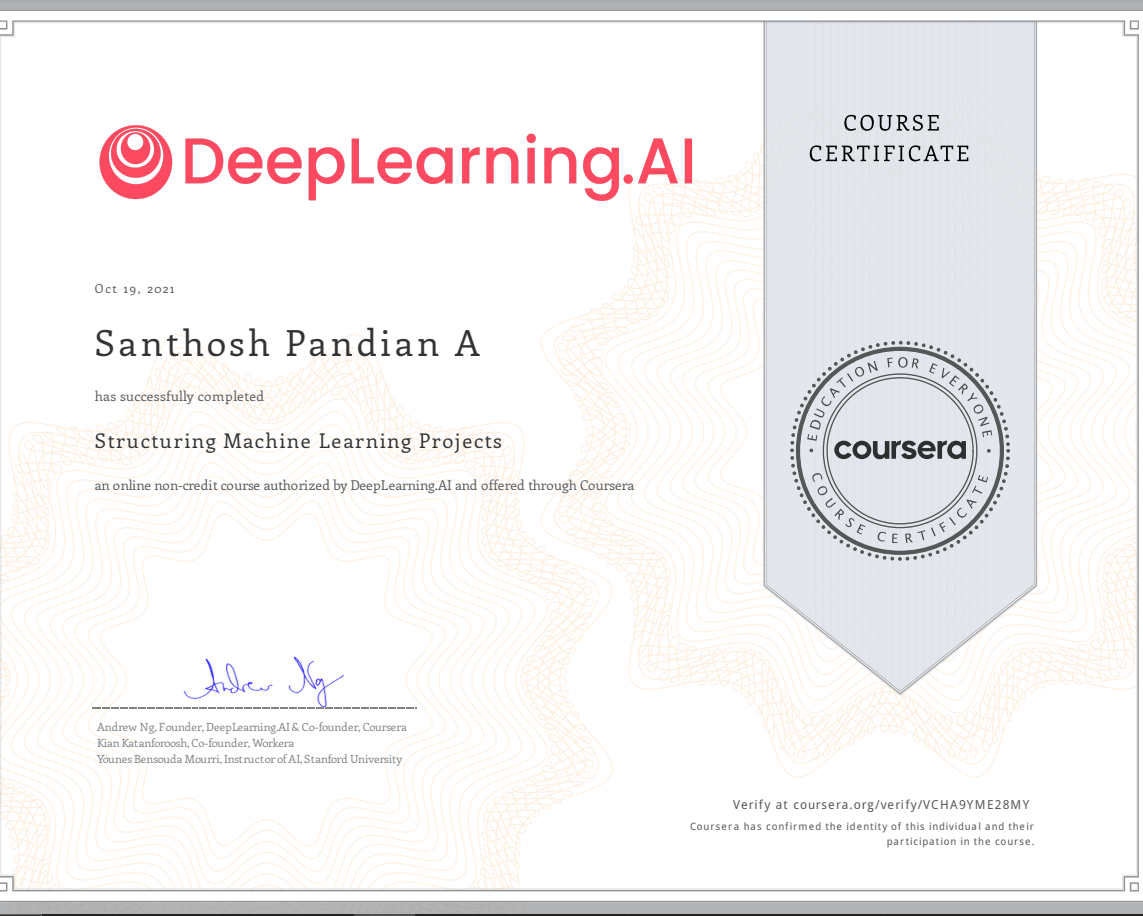 DeepLearning.AI
COURSE
CERTIFICATE
Oct 19, 2021
Santhosh Pandian A
has successfully completed
Structuring Machine Learning Projects
an online non-credit course authorized by DeepLearning.AI and offered through Coursera
EDUCATION FOR EVERYONE
coursera
COURSE CERTIFICATE
Andrew Ng
Andrew Ng, Founder, DeepLearning.AI & Co-founder, Coursera
Kian Katanforoosh, Co-founder, Workera
Younes Bensouda Mourri, Instructor of AI, Stanford University
Verify at coursera.org/verify/VCHA9YME28MY
Coursera has confirmed the identity of this individual and their
participation in the course.